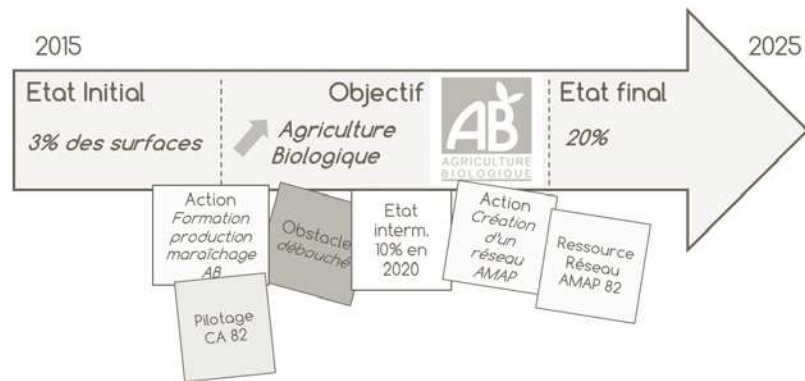 2015
2025
Etat Initial
3% des surfaces
Objectif
Agriculture
Biologique
AB
AGRICULTURE
BIOLOGIQUE
Etat final
20%
Action
Formation
production
maraîchage
AB
Pilotage
CA 82
Obstacle
débouché
Etat
interm.
10% en
2020
Action
Création
d'un
réseau
AMAP
Ressource
Réseau
AMAP 82